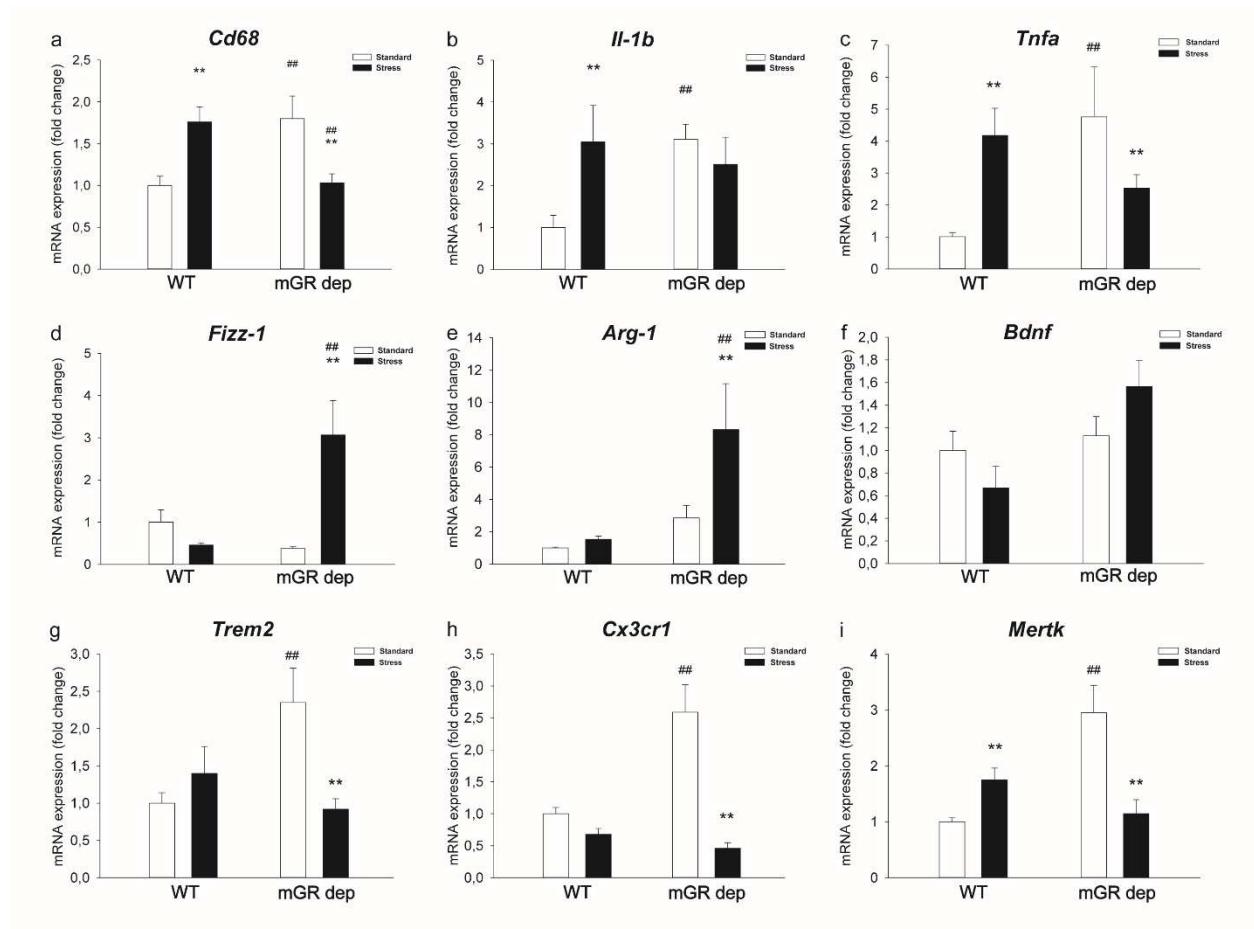 a
Cd68
Standard
Stress
mRNA expression (fold change)
2,5
2,0
1,5
1,0
0,5
0,0
**
##
##
**
WT
mGR dep
b
Il-1b
Standard
Stress
mRNA expression (fold change)
5
4
3
2
1
0
**
##
WT
mGR dep
c
Tnfa
Standard
Stress
mRNA expression (fold change)
7
6
5
4
3
2
1
0
**
##
**
WT
mGR dep
d
Fizz-1
Standard
Stress
mRNA expression (fold change)
5
4
3
2
1
0
##
**
WT
mGR dep
e
Arg-1
Standard
Stress
mRNA expression (fold change)
14
12
10
8
6
4
2
0
##
**
WT
mGR dep
f
Bdnf
Standard
Stress
mRNA expression (fold change)
2,0
1,8
1,6
1,4
1,2
1,0
0,8
0,6
0,4
0,2
0,0
WT
mGR dep
g
Trem2
Standard
Stress
mRNA expression (fold change)
3,0
2,5
2,0
1,5
1,0
0,5
0,0
##
**
WT
mGR dep
h
Cx3cr1
Standard
Stress
mRNA expression (fold change)
3,5
3,0
2,5
2,0
1,5
1,0
0,5
0,0
##
**
WT
mGR dep
i
Mertk
Standard
Stress
mRNA expression (fold change)
4
3
2
1
0
**
##
**
WT
mGR dep